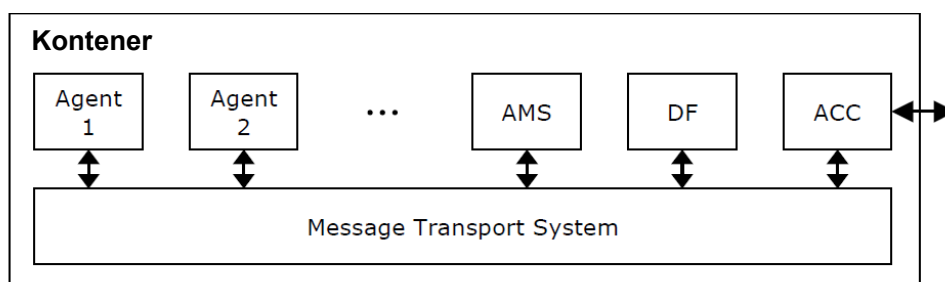 Kontener
Agent
1
Agent
2
...
AMS
DF
ACC
Message Transport System